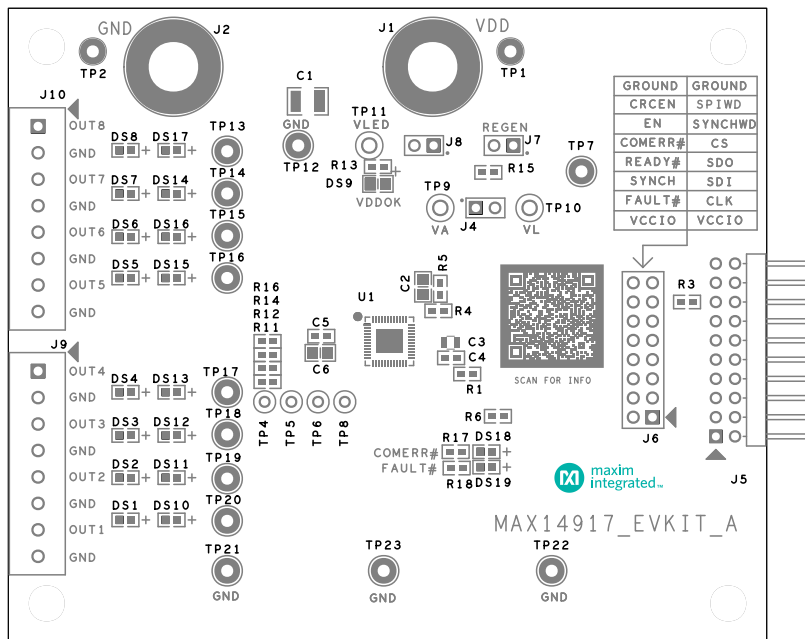 GND
J2
J1
VDD
TP2
TP1
C1
J10
GROUND GROUND
CRCEN SPIWD
EN SYNCHWD
COMERR# CS
READY# SDO
SYNCH SDI
FAULT# CLK
VCCIO VCCIO
OUT8
GND
OUT7
GND
OUT6
GND
OUT5
GND
DS8 DS17
DS7 DS14
DS6 DS16
DS5 DS15
TP13
TP14
TP15
TP16
GND
TP12
TP11
VLED
J8
REGEN
J7
R13
DS9
VDDOK
R15
TP7
TP9
VA
J4
TP10
VL
R16
R14
R12
R11
C5
C6
U1
C2
R5
R4
C3
C4
R1
SCAN FOR INFO
R3
J9
OUT4
GND
OUT3
GND
OUT2
GND
OUT1
GND
DS4 DS13
DS3 DS12
DS2 DS11
DS1 DS10
TP17
TP18
TP19
TP20
TP4
TP5
TP6
TP8
R6
J6
J5
COMERR#
R17
DS18
FAULT#
R18
DS19
maxim
integrated™
MAX14917_EVKIT_A
TP21
GND
TP23
GND
TP22
GND